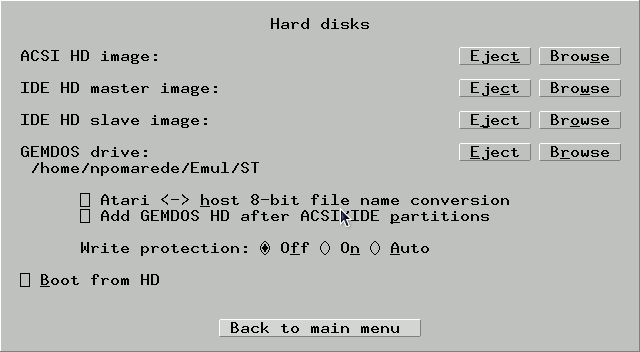 Hard disks
ACSI HD image: Eject Browse
IDE HD master image: Eject Browse
IDE HD slave image: Eject Browse
GEMDOS drive: Eject Browse
/home/npomarede/Emul/ST
Atari <-> host 8-bit file name conversion
Add GEMDOS HD after ACSI/IDE partitions
Write protection: Off On Auto
Boot from HD
Back to main menu